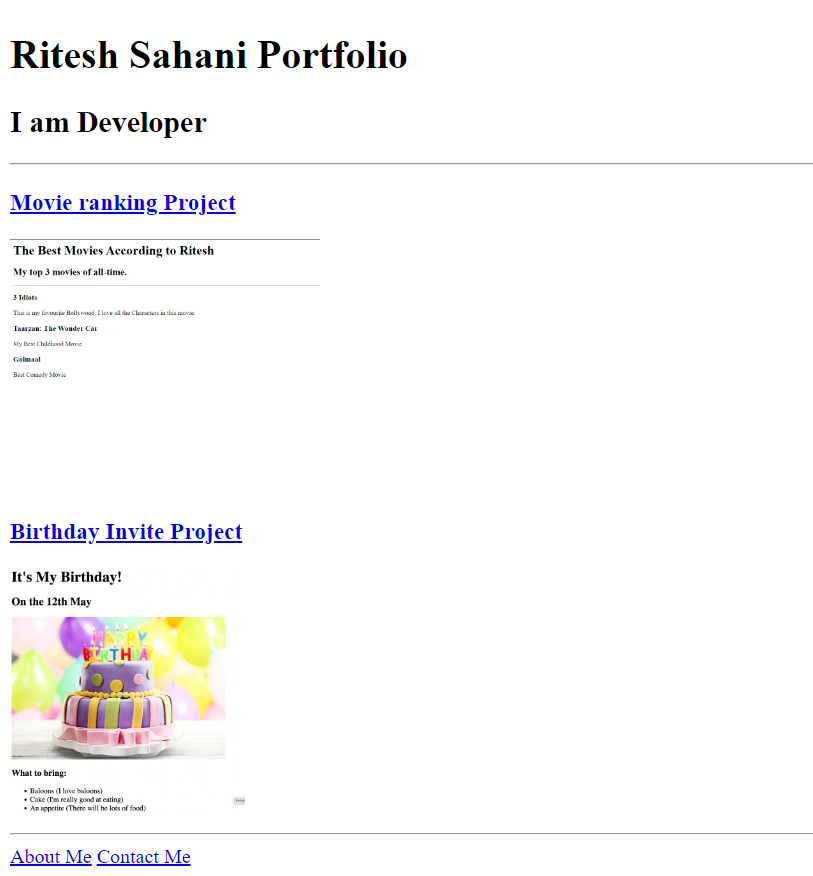 Ritesh Sahani Portfolio
I am Developer
Movie ranking Project
The Best Movies According to Ritesh
My top 3 movies of all-time.
3 Idiots
This is my favourite Bollywood. I love all the Characters in this movie.
Taarzan: The Wonder Car
My Best Childhood Movie
Golmaal
Best Comedy Movie
Birthday Invite Project
It's My Birthday!
On the 12th May
HAPPY
BIRTHDAY
What to bring:
• Baloons (I love baloons)
• Cake (I'm really good at eating)
• An appetite (There will be lots of food)
About Me Contact Me